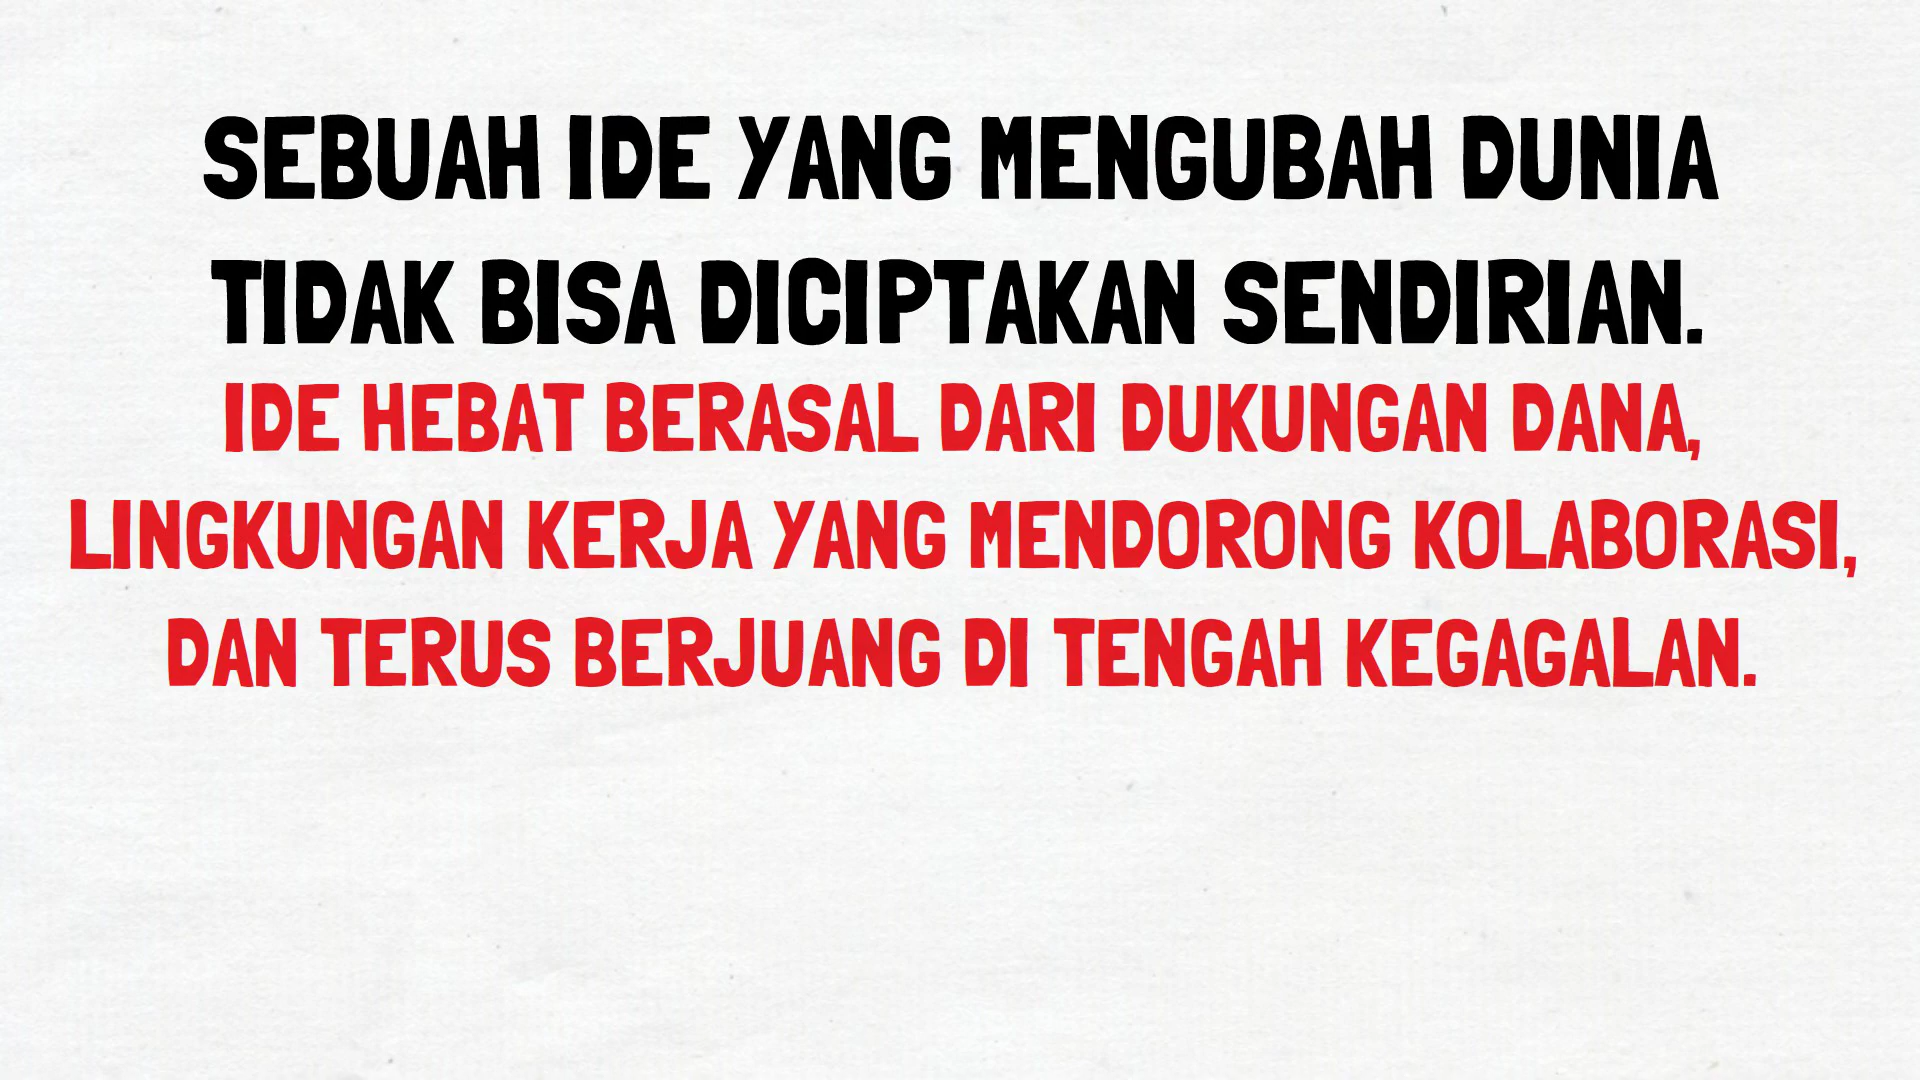 SEBUAH IDE YANG MENGUBAH DUNIA
TIDAK BISA DICIPTAKAN SENDIRIAN.
IDE HEBAT BERASAL DARI DUKUNGAN DANA,
LINGKUNGAN KERJA YANG MENDORONG KOLABORASI,
DAN TERUS BERJUANG DI TENGAH KEGAGALAN.